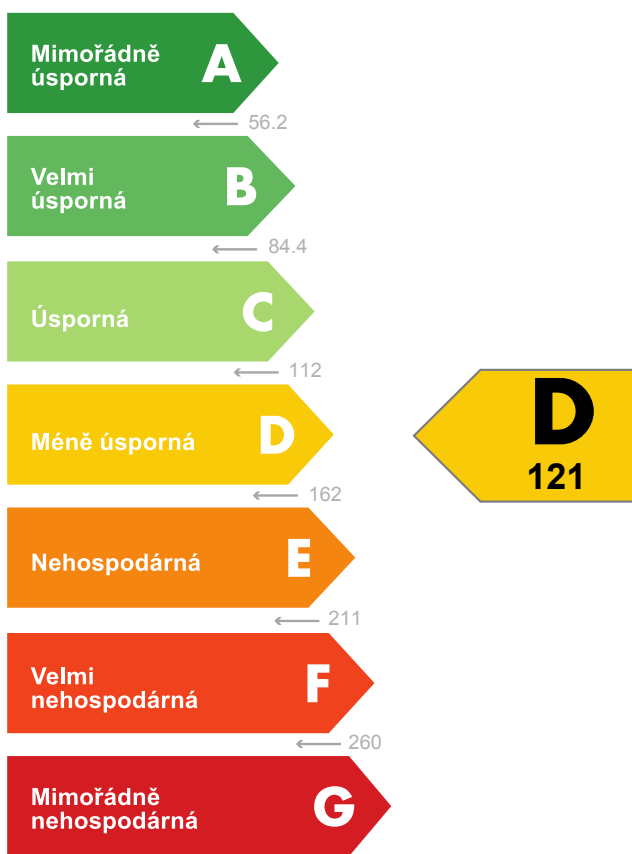 Mimořádně
úsporná
A
← 56.2
Velmi
úsporná
B
← 84.4
Úsporná
C
← 112
Méně úsporná
D
D
121
← 162
Nehospodárná
E
← 211
Velmi
nehospodárná
F
← 260
Mimořádně
nehospodárná
G